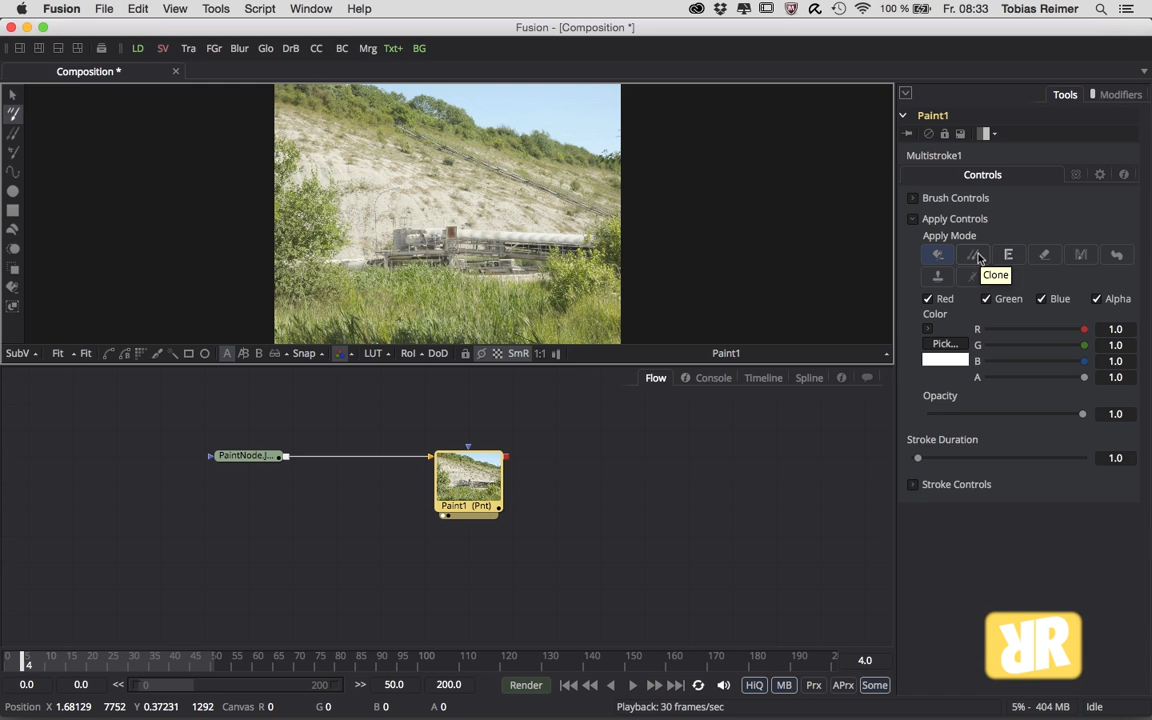 Fusion File Edit View Tools Script Window Help 100 % Fr. 08:33 Tobias Reimer
Fusion - [Composition *]
LD SV Tra FGr Blur Glo DrB CC BC Mrg Txt+ BG
Composition *
Tools Modifiers
Paint1
Multistroke1
Controls
Brush Controls
Apply Controls
Apply Mode
E
Clone
Red Green Blue Alpha
Color
R 1.0
Pick... G 1.0
B 1.0
A 1.0
Opacity
1.0
Stroke Duration
1.0
Stroke Controls
SubV Fit Fit A A/B B Snap LUT RoI DoD SmR 1:1 Paint1
Flow Console Timeline Spline
PaintNode.j...
Paint1 (Pnt)
0 5 10 15 20 25 30 35 40 45 50 55 60 65 70 75 80 85 90 95 100 110 120 130 140 150 160 170 180 190 2
4 4.0
0.0 0.0 << 0 200 >> 50.0 200.0 Render HiQ MB Prx APrx Some
RR
Position X 1.68129 7752 Y 0.37231 1292 Canvas R 0 G 0 B 0 A 0 Playback: 30 frames/sec 5% - 404 MB Idle